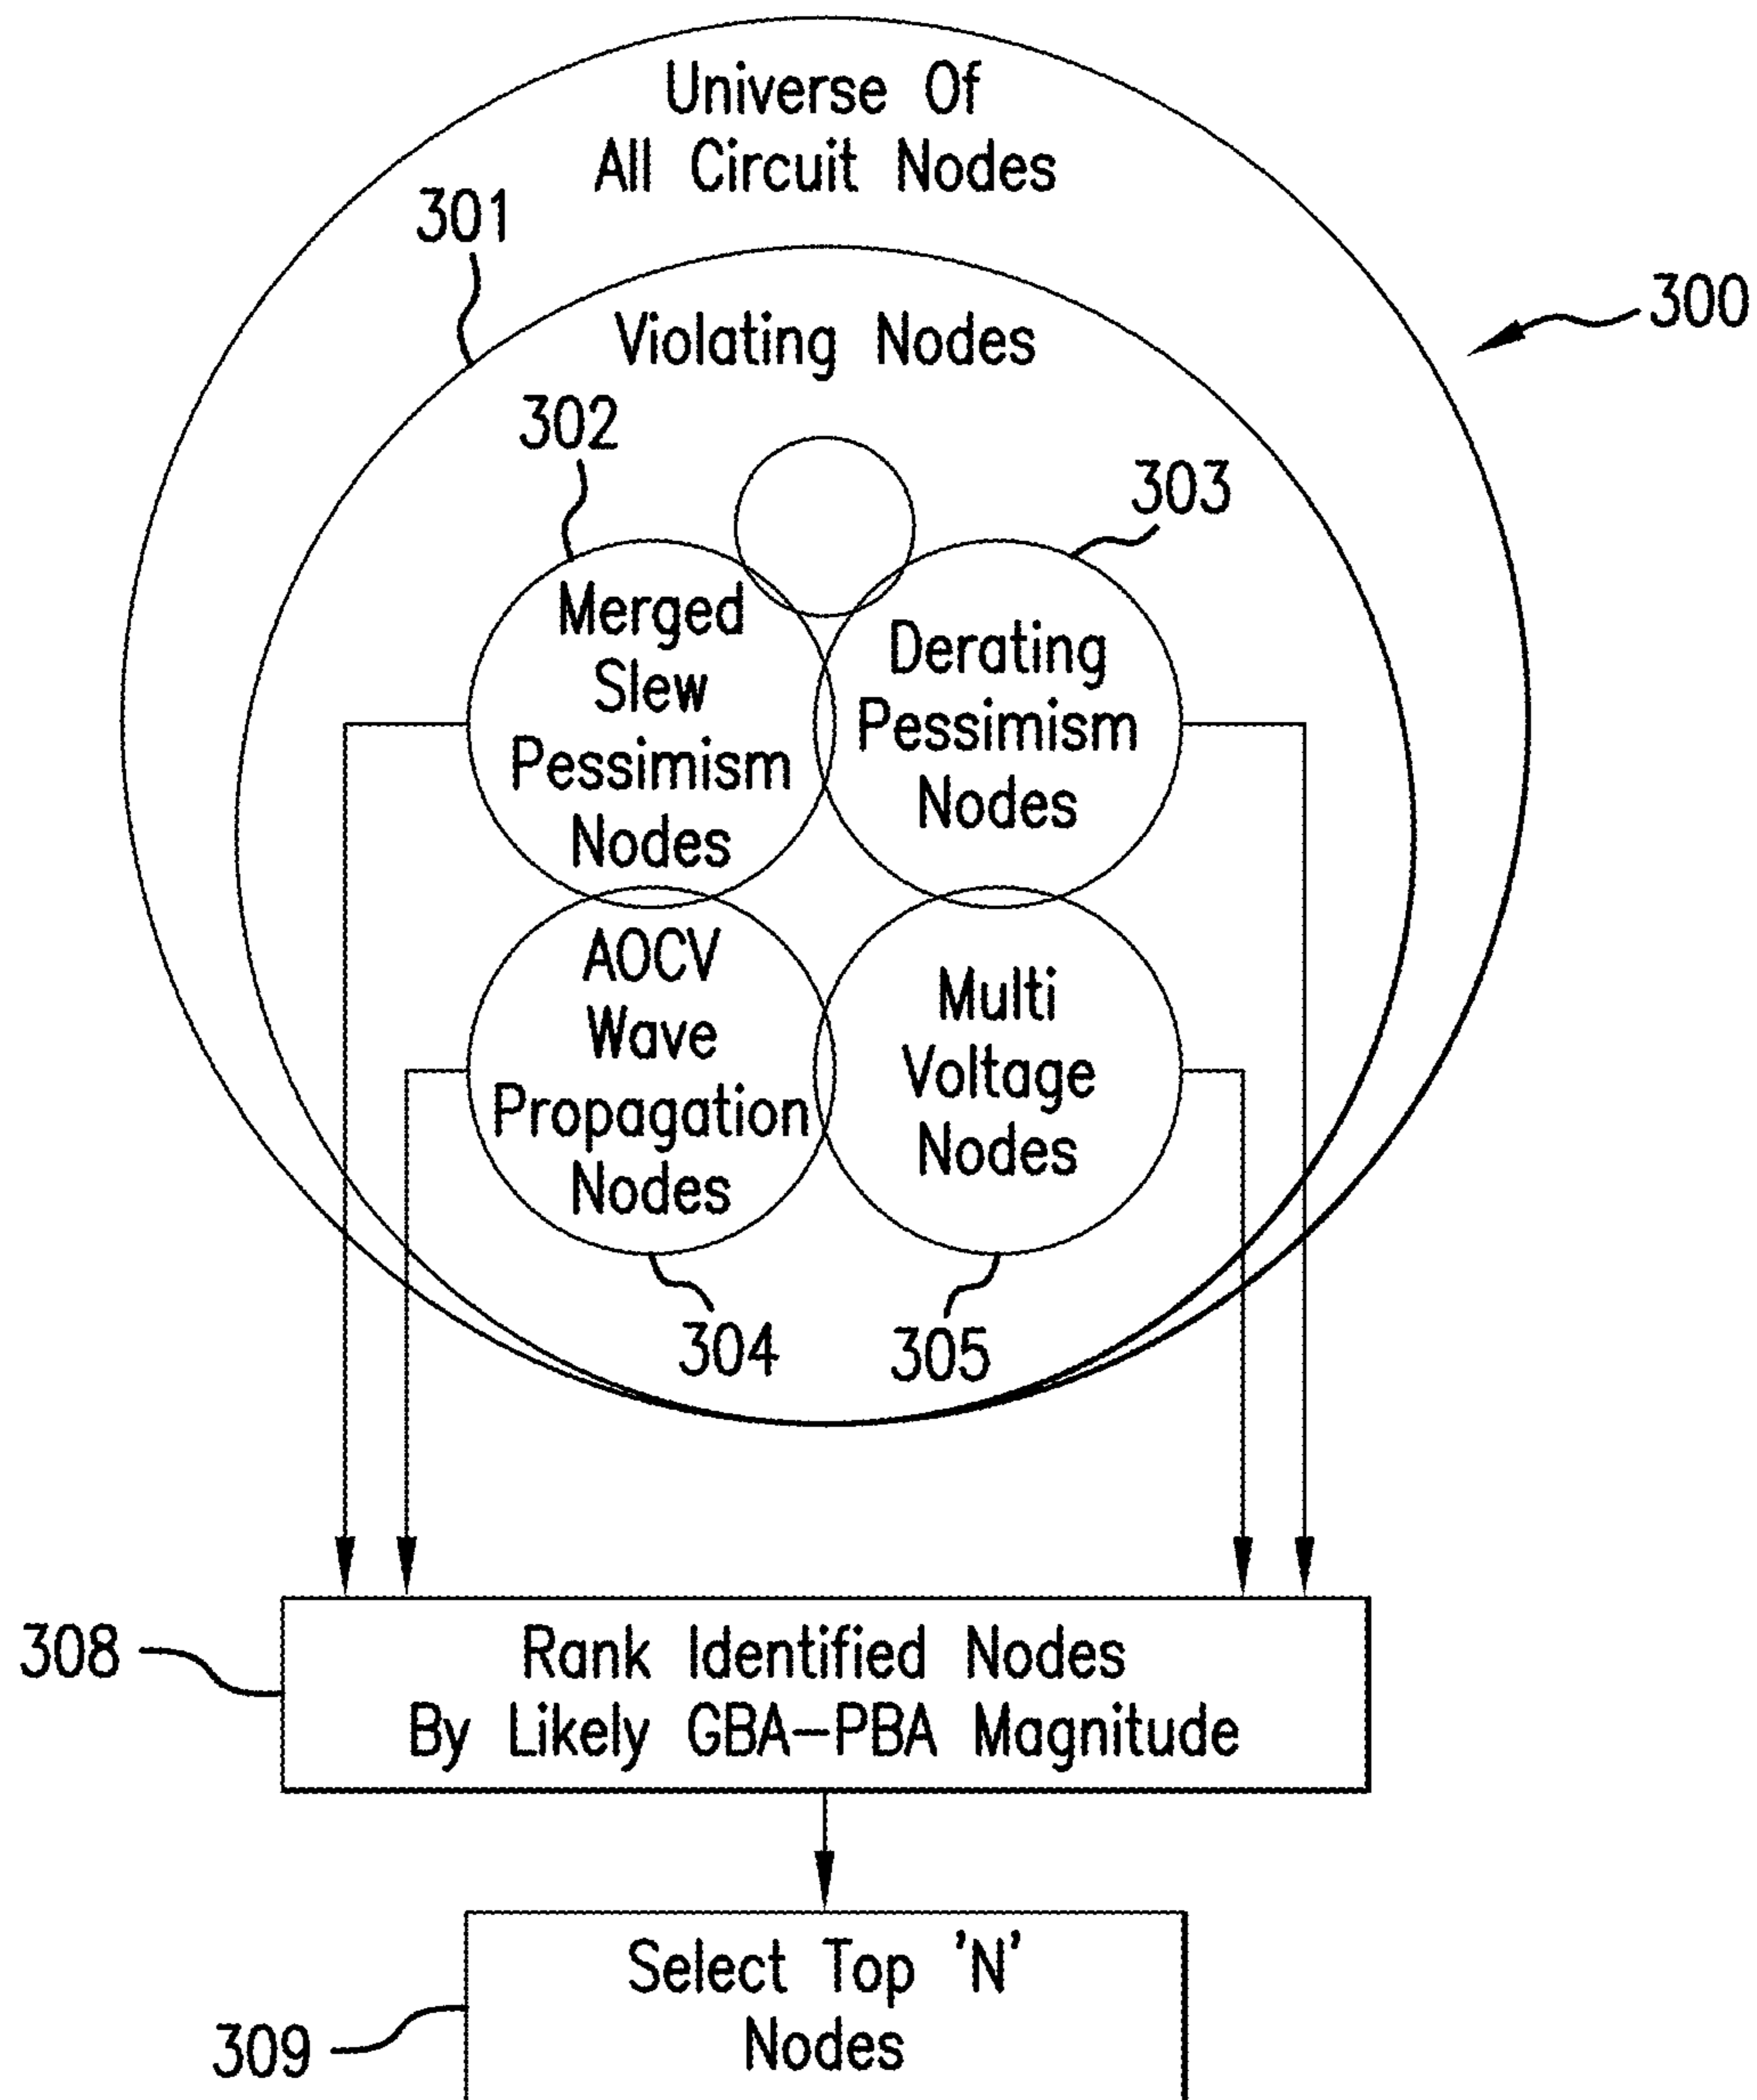 Universe Of
All Circuit Nodes
301
300
Violating Nodes
302
303
Merged
Slew
Pessimism
Nodes
Derating
Pessimism
Nodes
AOCV
Wave
Propagation
Nodes
Multi
Voltage
Nodes
304
305
308
Rank Identified Nodes
By Likely GBA–PBA Magnitude
Select Top 'N'
Nodes
309